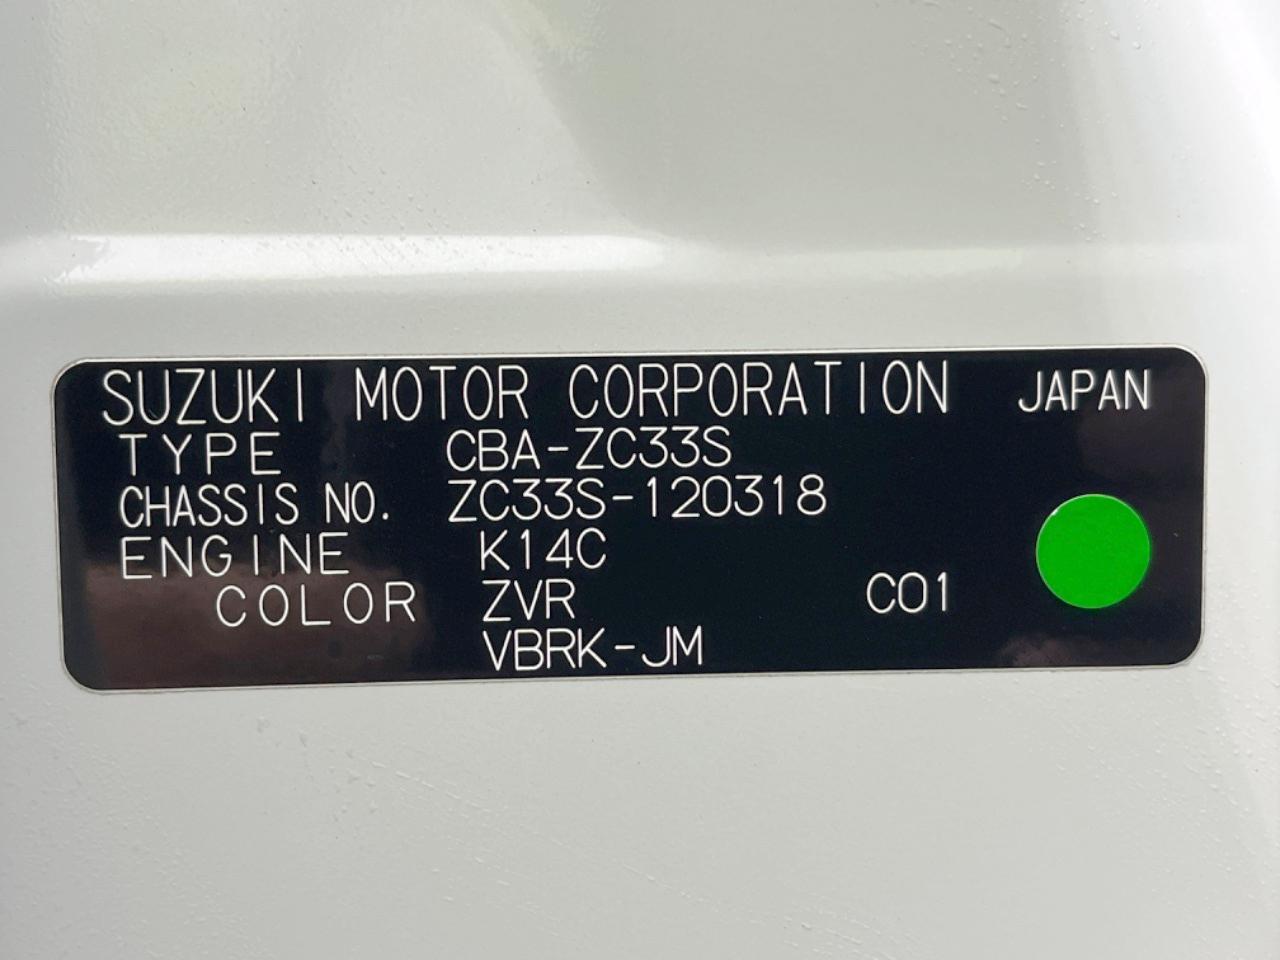 SUZUKI MOTOR CORPORATION JAPAN
TYPE CBA-ZC33S
CHASSIS NO. ZC33S-120318
ENGINE K14C
COLOR ZVR C01
VBRK-JM